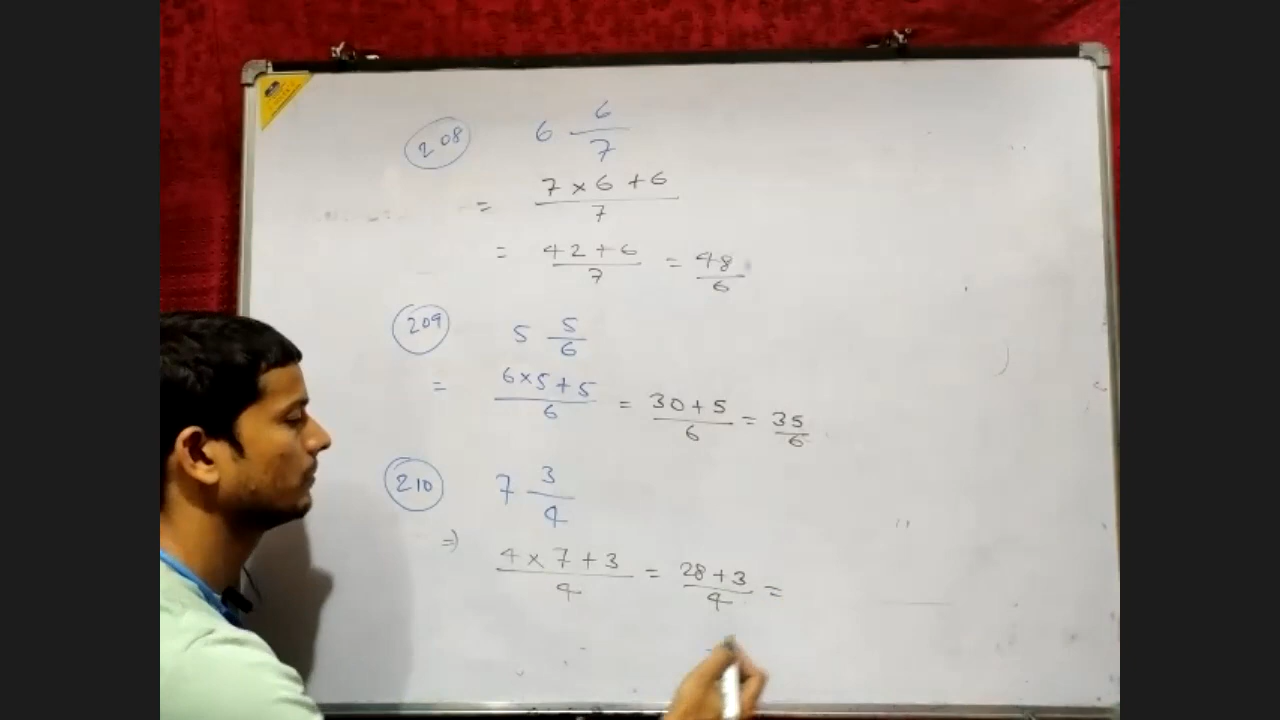 208 6 6/7
= 7 × 6 + 6 / 7
= 42 + 6 / 7 = 48/6
209 5 5/6
= 6 × 5 + 5 / 6 = 30 + 5 / 6 = 35/6
210 7 3/4
⇒ 4 × 7 + 3 / 4 = 28 + 3 / 4 =